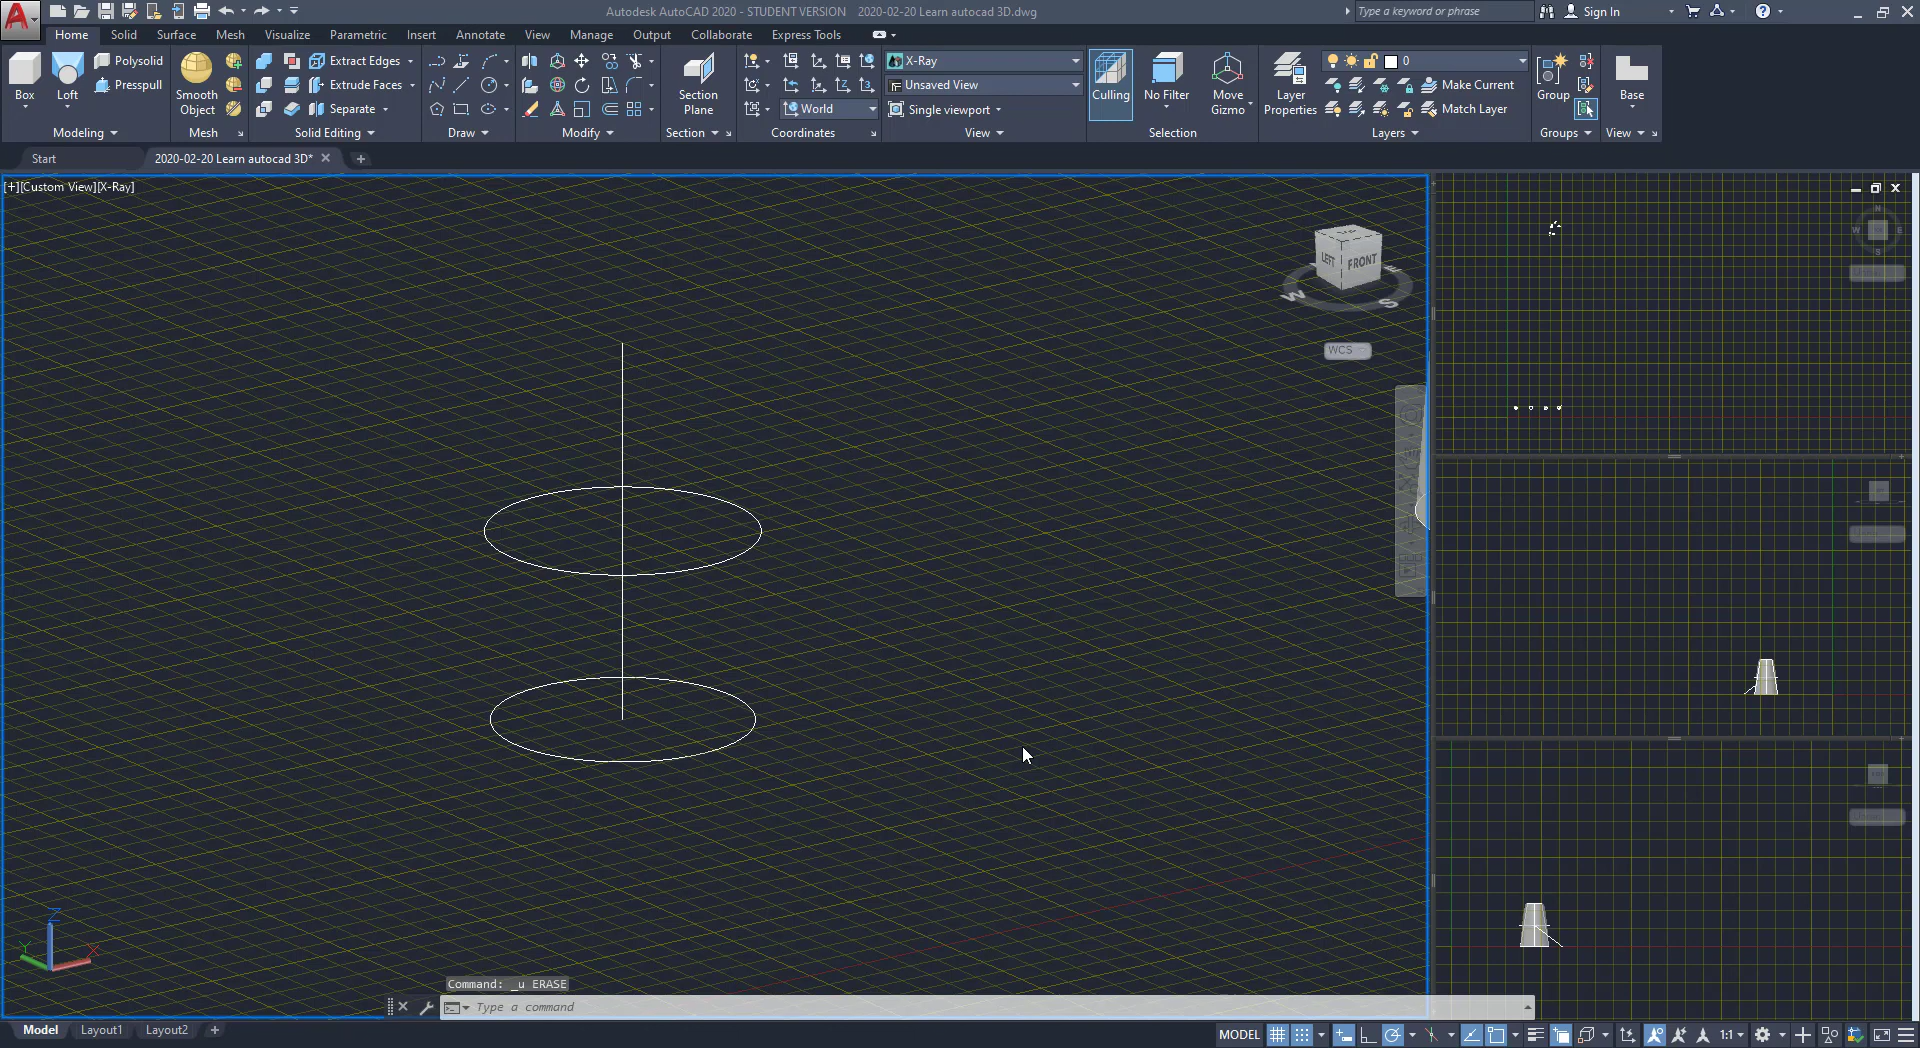 Autodesk AutoCAD 2020 - STUDENT VERSION 2020-02-20 Learn autocad 3D.dwg
Type a keyword or phrase
Sign In
Home Solid Surface Mesh Visualize Parametric Insert Annotate View Manage Output Collaborate Express Tools
Polysolid
Presspull
Box
Loft
Smooth
Object
Extract Edges
Extrude Faces
Separate
Section
Plane
World
X-Ray
Unsaved View
Single viewport
Culling
No Filter
Move
Gizmo
Layer
Properties
0
Make Current
Match Layer
Group
Base
Modeling Mesh Solid Editing Draw Modify Section Coordinates View Selection Layers Groups View
Start 2020-02-20 Learn autocad 3D*
[+][Custom View][X-Ray]
TOP
LEFT FRONT
W E S
WCS
N
W E
S
Z
Y X
Command: _u ERASE
Type a command
Model Layout1 Layout2
MODEL
1:1